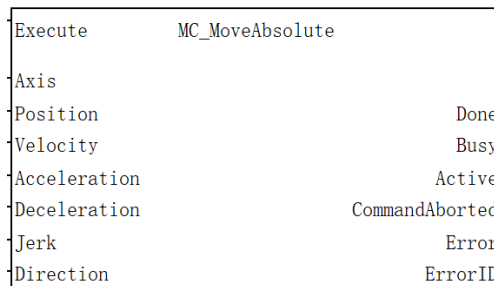 Execute MC_MoveAbsolute
Axis
Position Done
Velocity Busy
Acceleration Active
Deceleration CommandAborted
Jerk Error
Direction ErrorID